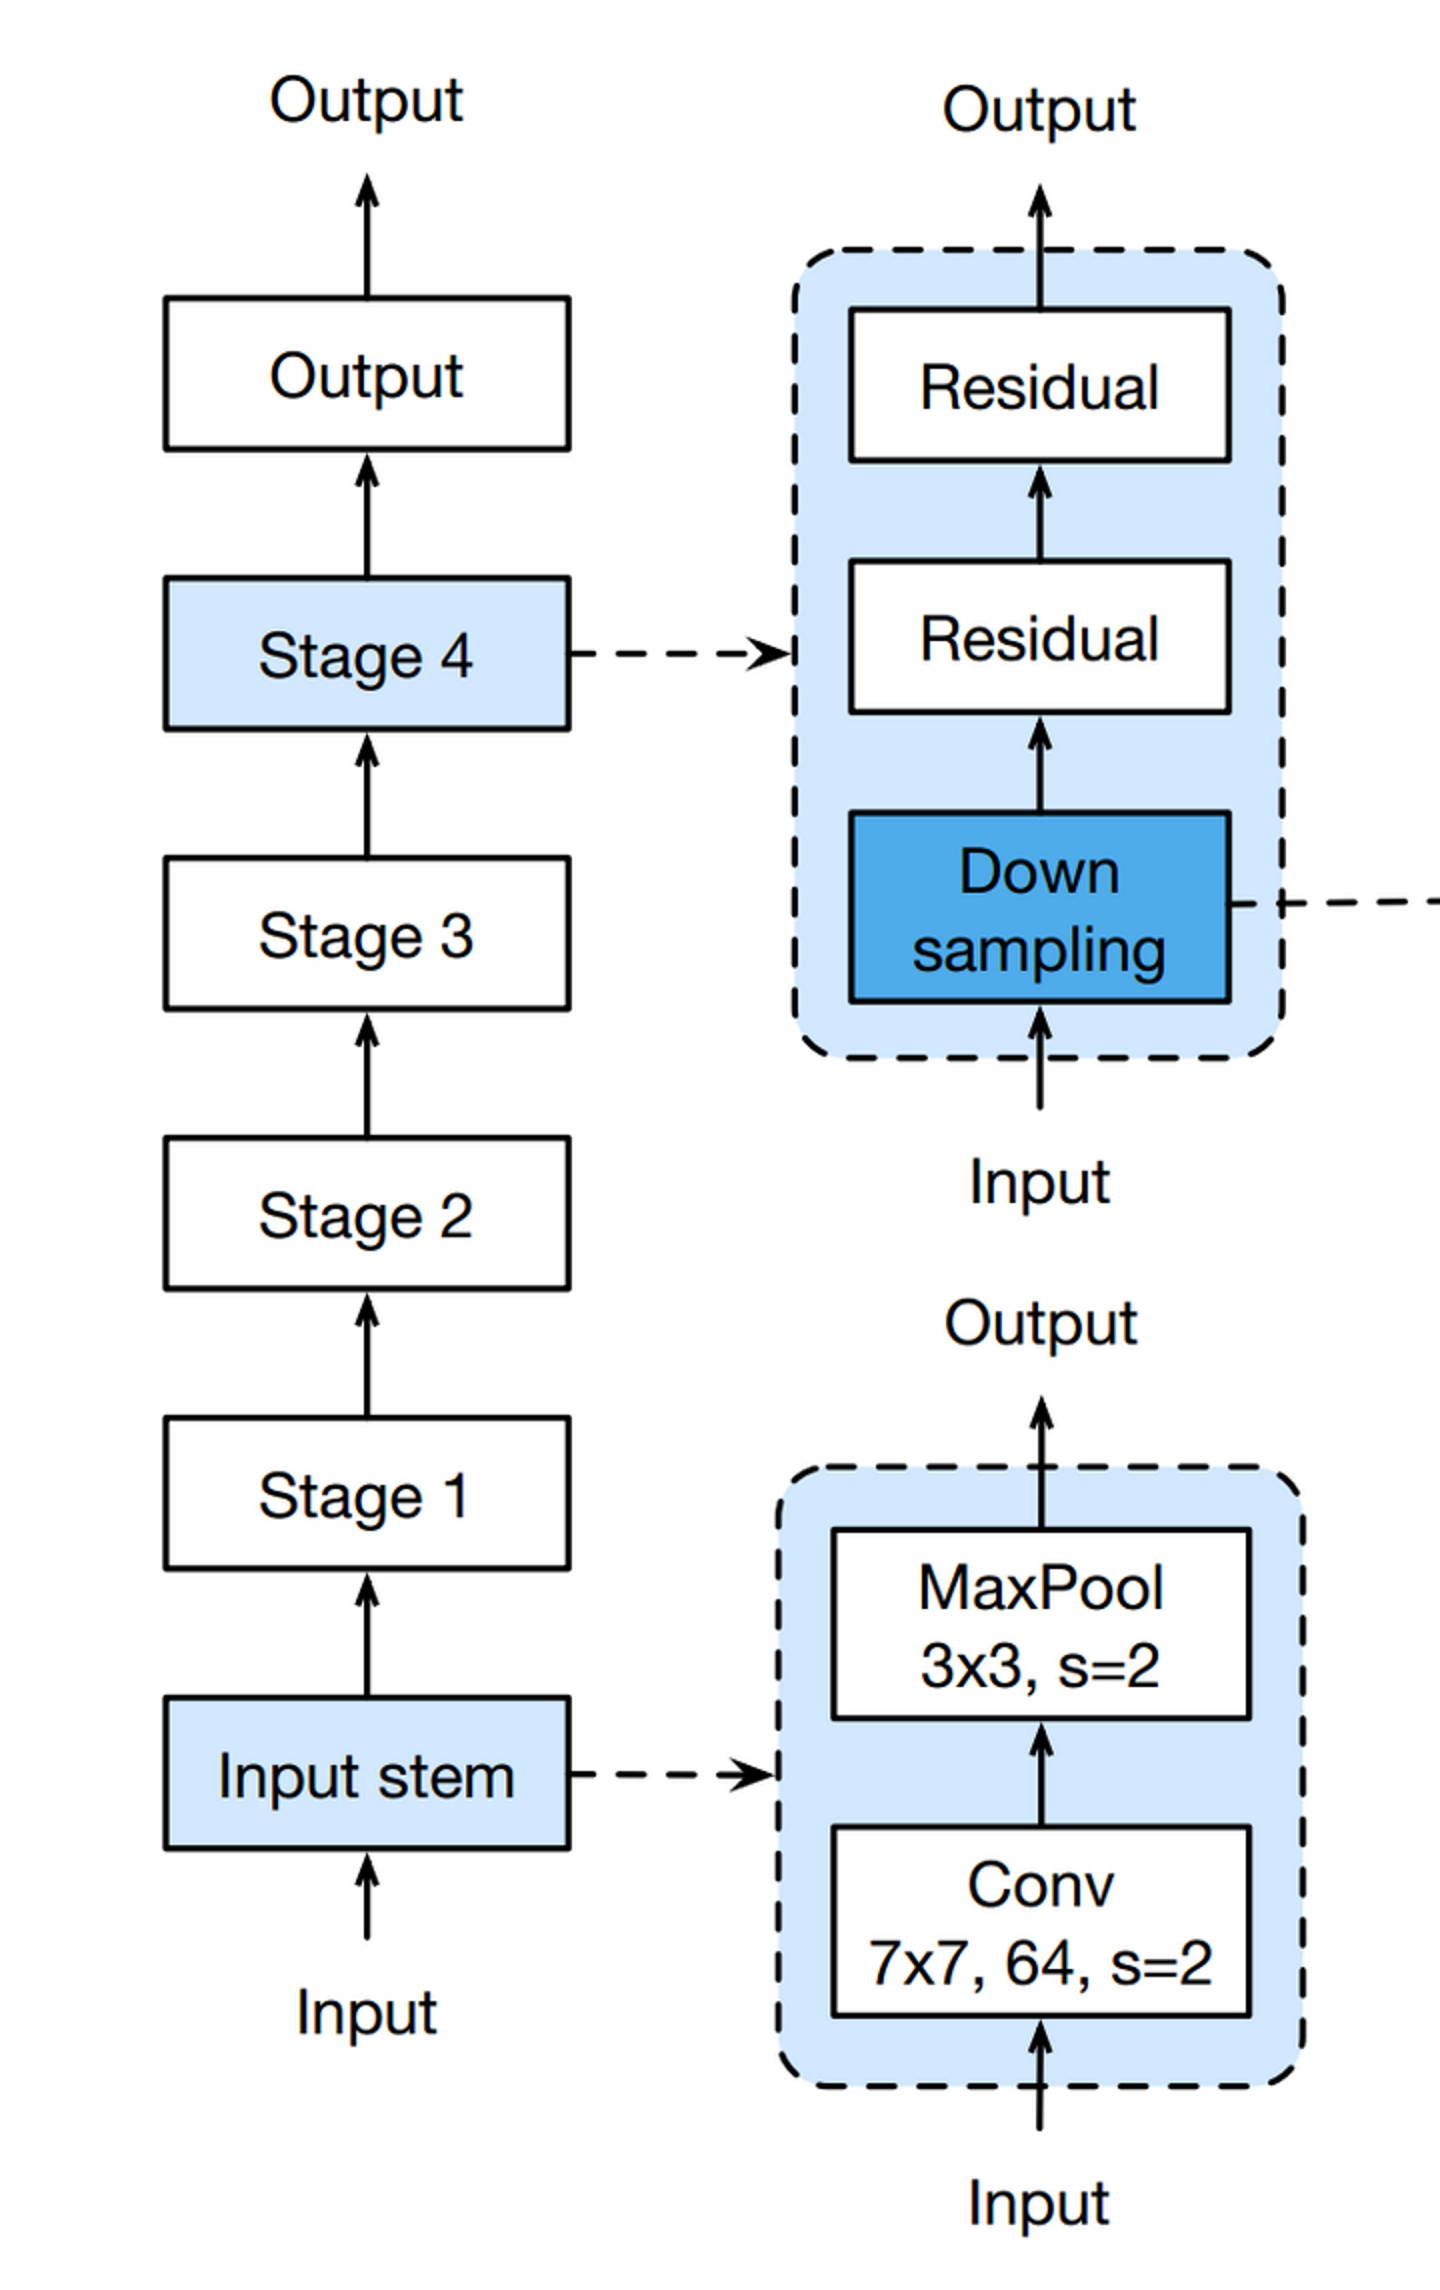 Output
Output
Stage 4
Stage 3
Stage 2
Stage 1
Input stem
Input
Output
Residual
Residual
Down
sampling
Input
Output
MaxPool
3x3, s=2
Conv
7x7, 64, s=2
Input